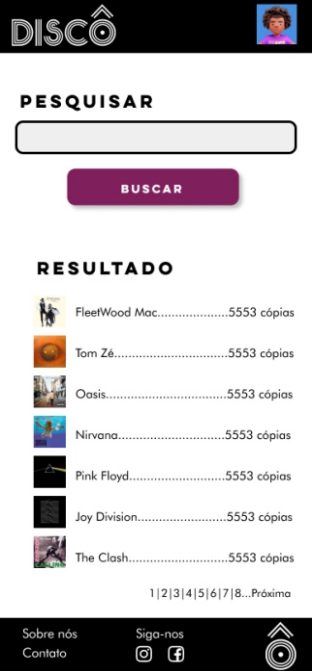 DISCÔ
PESQUISAR
BUSCAR
RESULTADO
FleetWood Mac....................5553 cópias
Tom Zé................................5553 cópias
Oasis..................................5553 cópias
Nirvana..............................5553 cópias
Pink Floyd...........................5553 cópias
Joy Division.........................5553 cópias
The Clash............................5553 cópias
1|2|3|4|5|6|7|8...Próxima
Sobre nós
Siga-nos
Contato